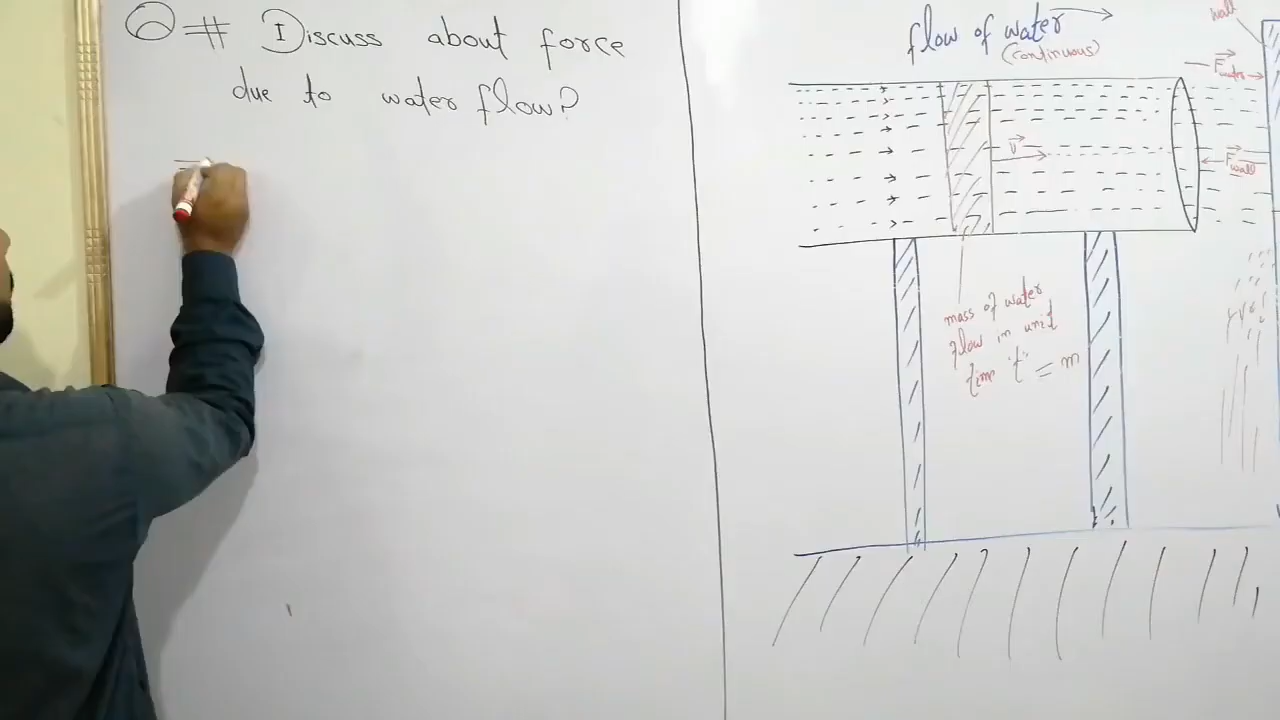 Q # Discuss about force
due to water flow?
flow of water
(continuous)
wall
F water
v
F wall
mass of water
flow in unit
tim "t" = m